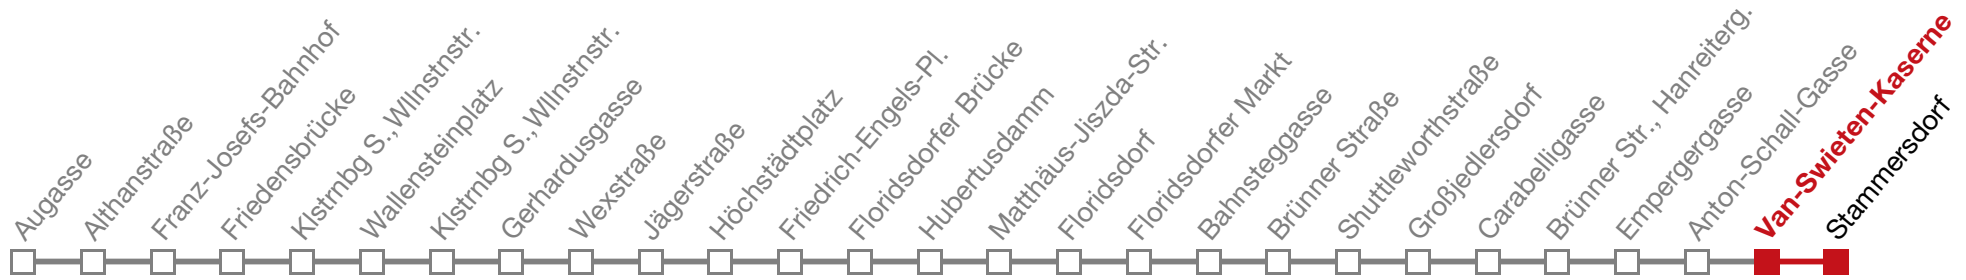 Augasse
Althanstraße
Franz-Josefs-Bahnhof
Friedensbrücke
Klstrnbg S., Wllnstnstr.
Wallensteinplatz
Klstrnbg S., Wllnstnstr.
Gerhardusgasse
Wexstraße
Jägerstraße
Höchstädtplatz
Friedrich-Engels-Pl.
Floridsdorfer Brücke
Hubertusdamm
Matthäus-Jiszda-Str.
Floridsdorf
Floridsdorfer Markt
Bahnsteggasse
Brünner Straße
Shuttleworthstraße
Großjedlersdorf
Carabelligasse
Brünner Str., Hanreiterg.
Empergergasse
Anton-Schall-Gasse
Van-Swieten-Kaserne
Stammersdorf